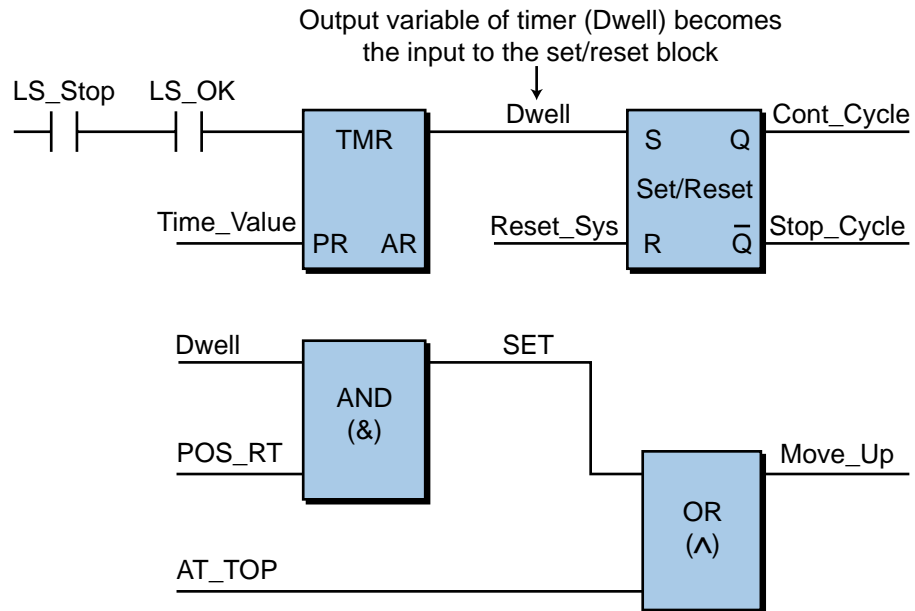 Output variable of timer (Dwell) becomes
the input to the set/reset block
LS_Stop
LS_OK
TMR
Dwell
S
Q
Cont_Cycle
Set/Reset
Time_Value
PR
AR
Reset_Sys
R
Q̅
Stop_Cycle
Dwell
SET
AND
(&)
POS_RT
Move_Up
OR
(∧)
AT_TOP